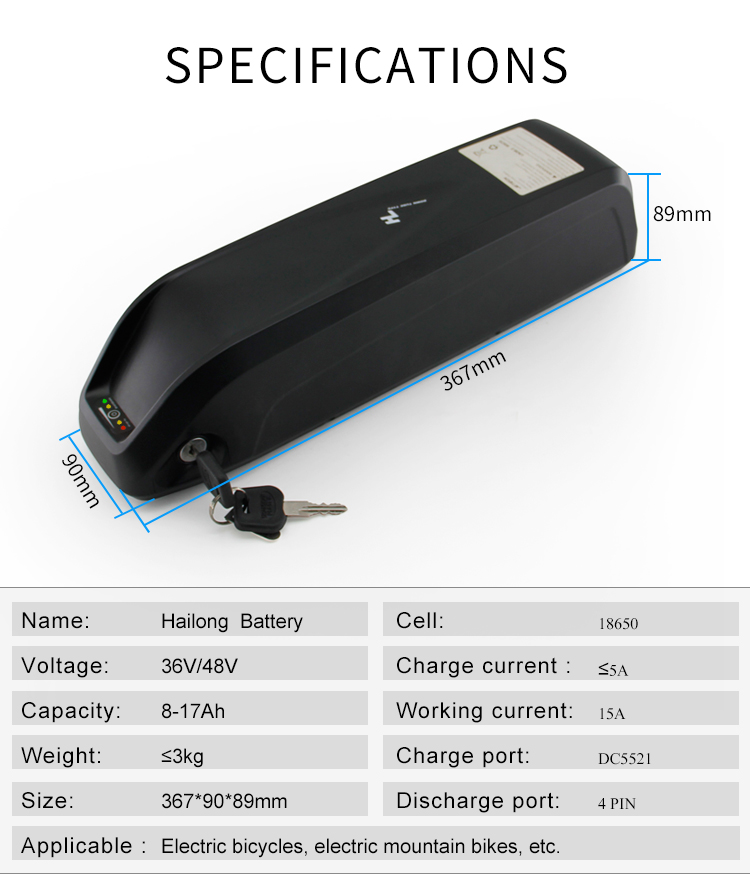 SPECIFICATIONS
89mm
367mm
90mm
Name: Hailong Battery
Cell: 18650
Voltage: 36V/48V
Charge current : ≤5A
Capacity: 8-17Ah
Working current: 15A
Weight: ≤3kg
Charge port: DC5521
Size: 367*90*89mm
Discharge port: 4 PIN
Applicable : Electric bicycles, electric mountain bikes, etc.